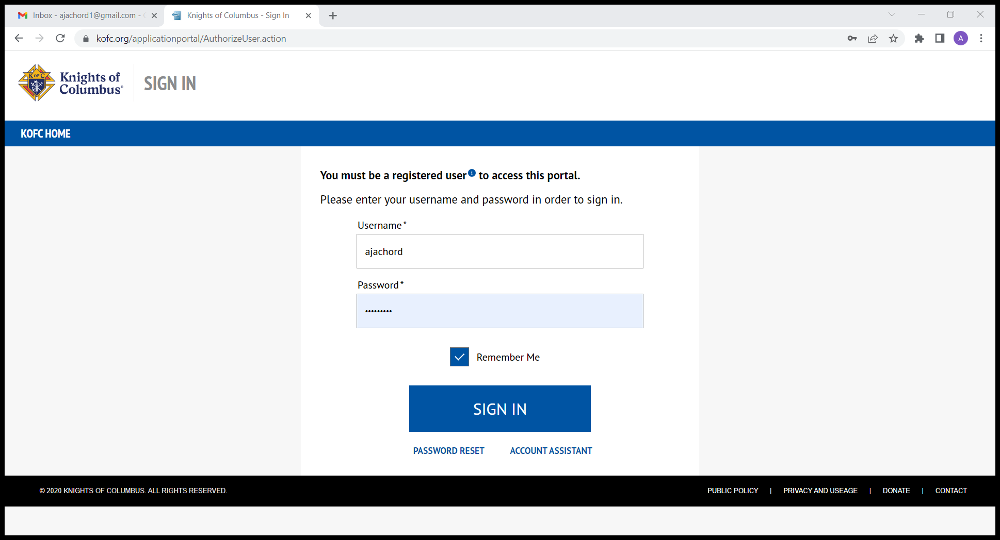 Inbox - ajachord1@gmail.com -
Knights of Columbus - Sign In
kofc.org/applicationportal/AuthorizeUser.action
A
K OF C
Knights of
Columbus®
SIGN IN
KOFC HOME
You must be a registered user i to access this portal.
Please enter your username and password in order to sign in.
Username*
ajachord
Password*
•••••••••
Remember Me
SIGN IN
PASSWORD RESET ACCOUNT ASSISTANT
© 2020 KNIGHTS OF COLUMBUS. ALL RIGHTS RESERVED.
PUBLIC POLICY | PRIVACY AND USEAGE | DONATE | CONTACT